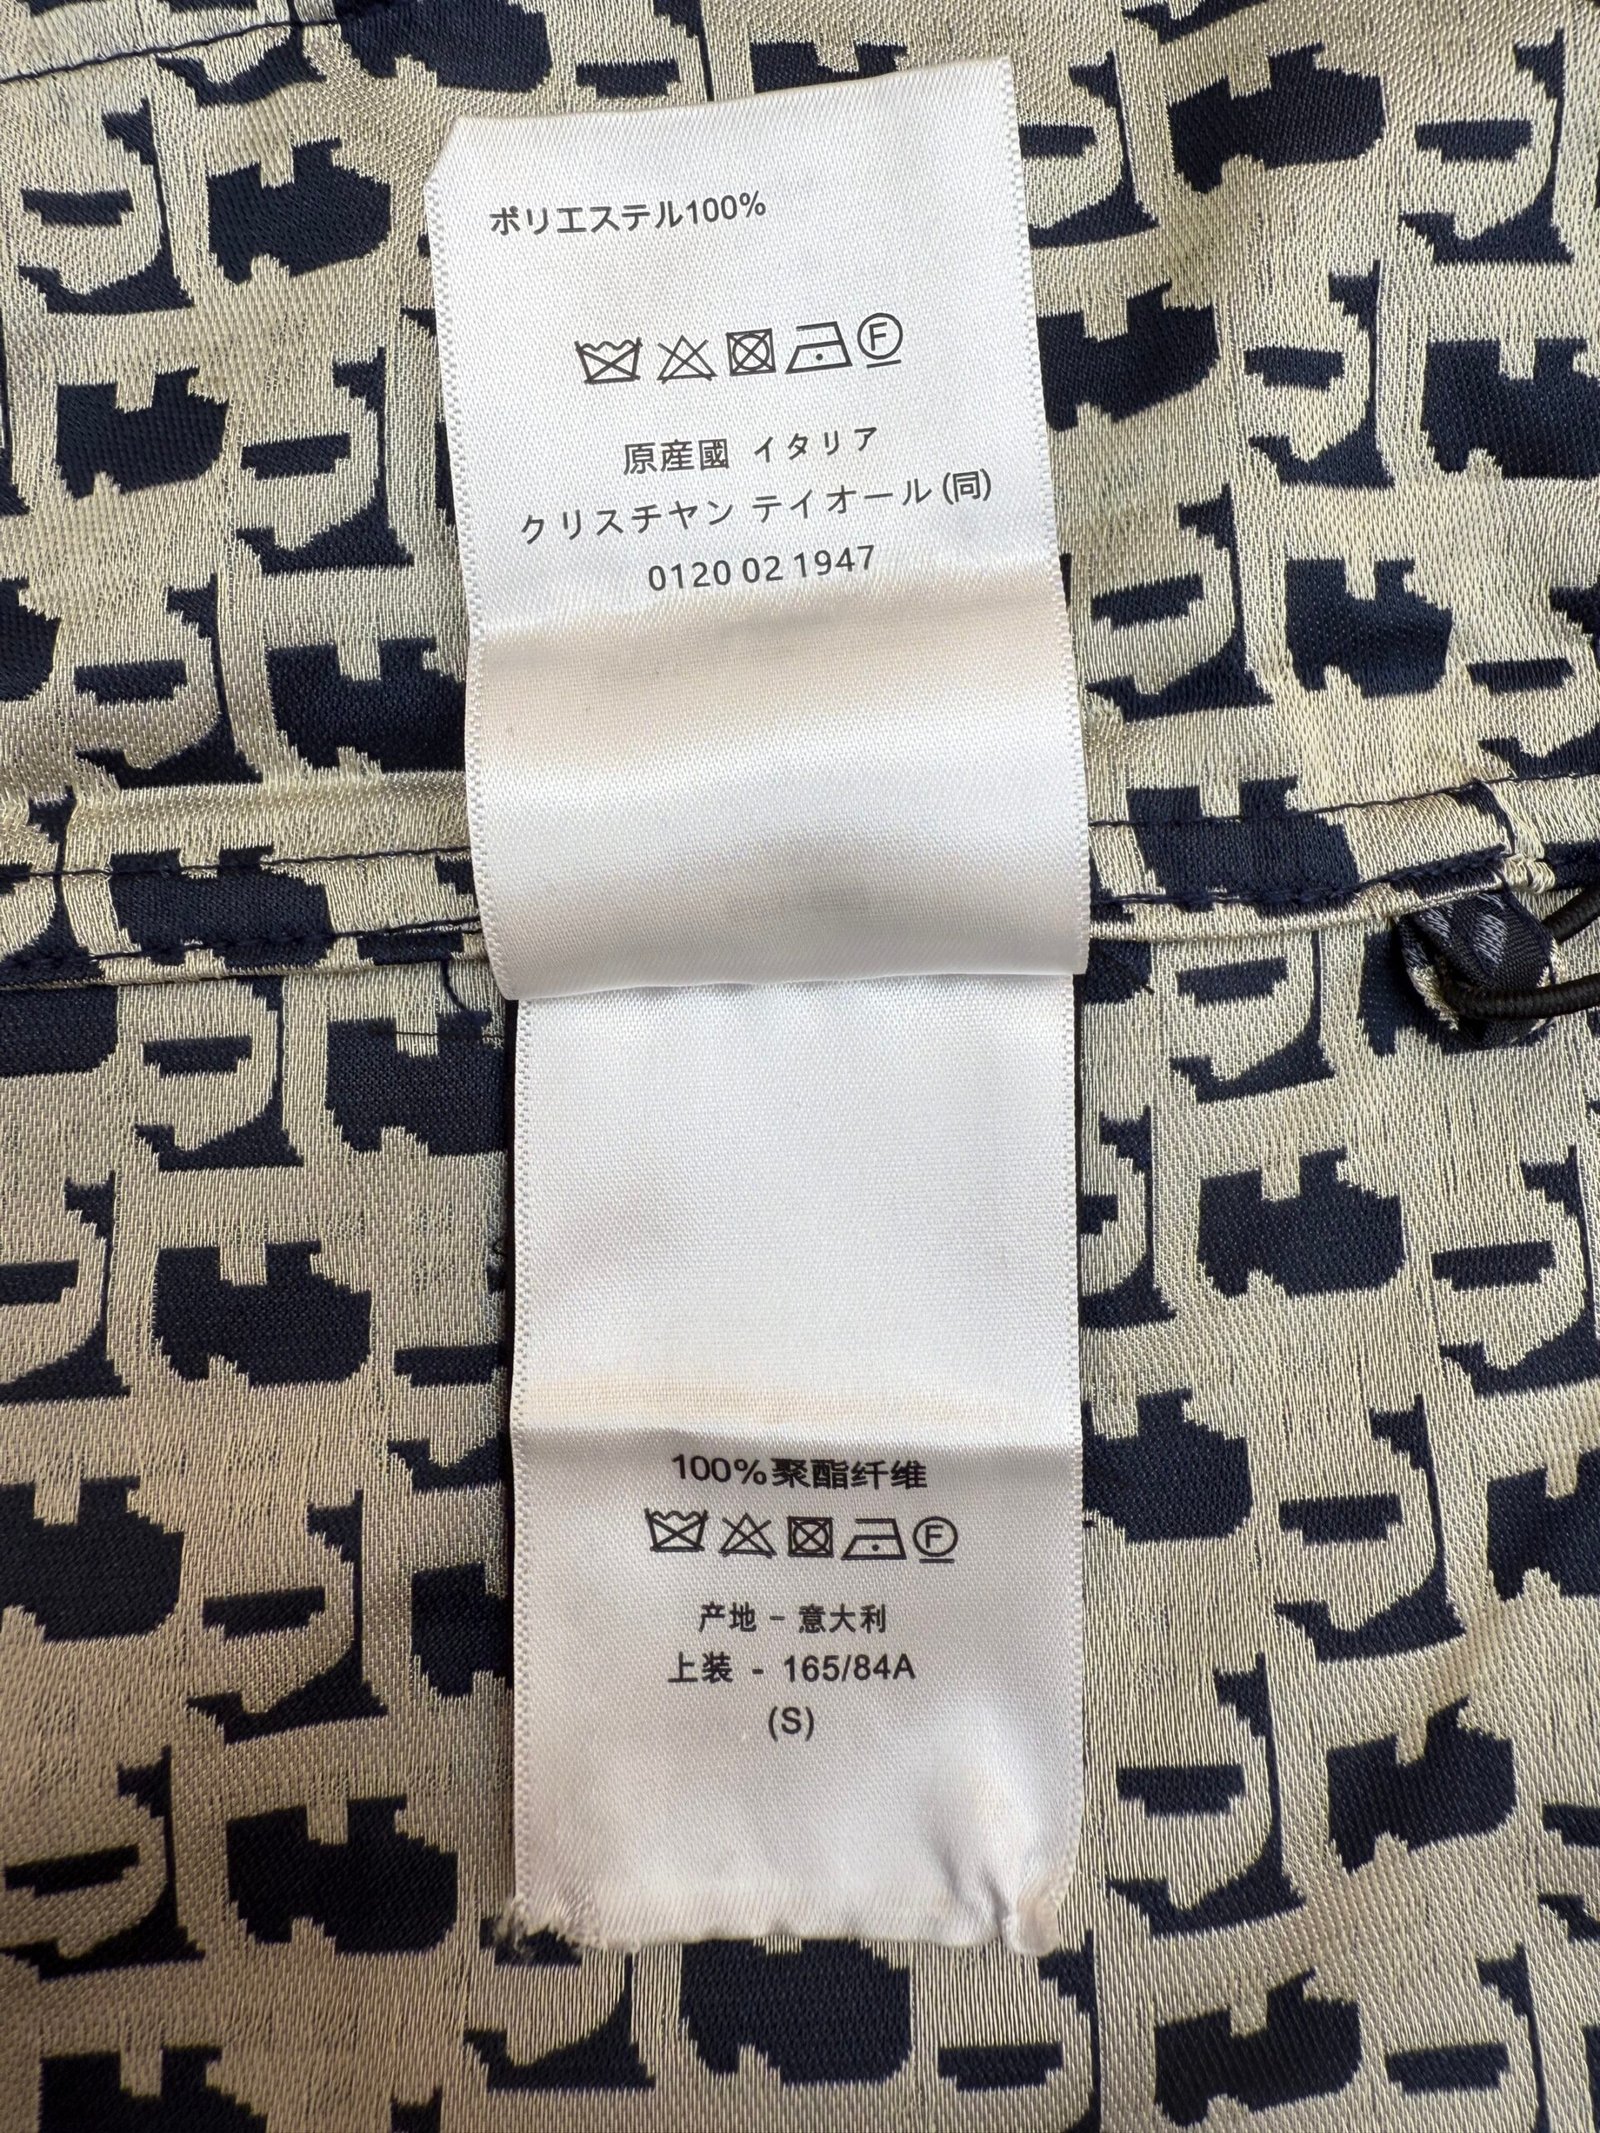 ポリエステル100%
F
原産國 イタリア
クリスチヤン テイオール (同)
0120 02 1947
100%聚酯纤维
F
产地 – 意大利
上装 - 165/84A
(S)